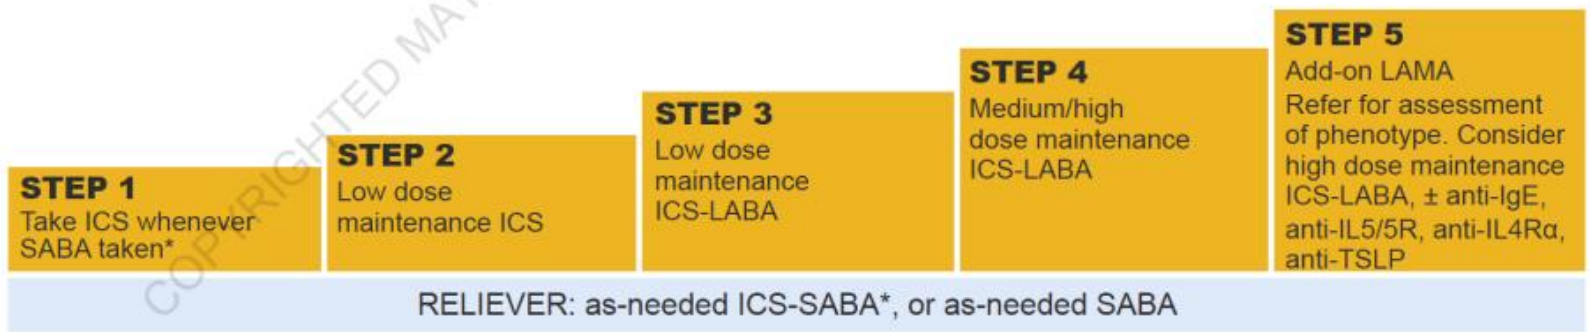 STEP 1
Take ICS whenever
SABA taken*
STEP 2
Low dose
maintenance ICS
STEP 3
Low dose
maintenance
ICS-LABA
STEP 4
Medium/high
dose maintenance
ICS-LABA
STEP 5
Add-on LAMA
Refer for assessment
of phenotype. Consider
high dose maintenance
ICS-LABA, ± anti-IgE,
anti-IL5/5R, anti-IL4Rα,
anti-TSLP
RELIEVER: as-needed ICS-SABA*, or as-needed SABA
COPYRIGHTED MAT